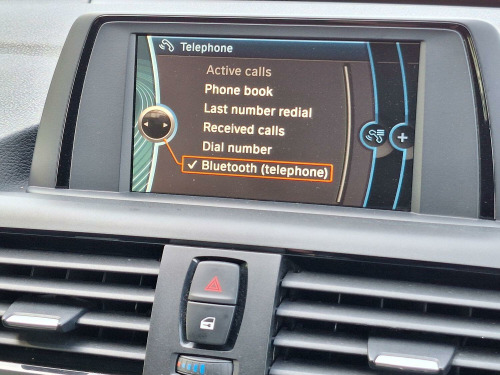 Telephone
Active calls
Phone book
Last number redial
Received calls
Dial number
✓ Bluetooth (telephone)